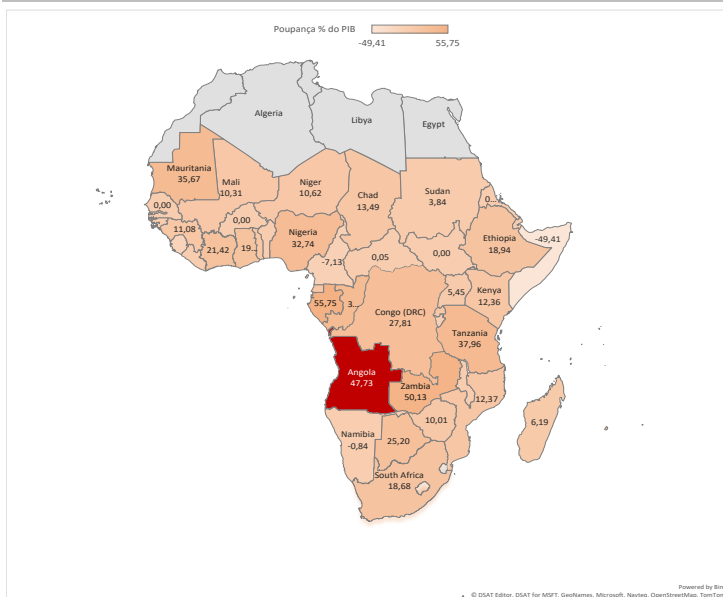 Poupança % do PIB
-49,41 55,75
Algeria
Libya
Egypt
Mauritania
35,67
Mali
10,31
Niger
10,62
Chad
13,49
Sudan
3,84
0...
0,00
11,08
0,00
21,42
19...
Nigeria
32,74
-7,13
0,05
0,00
Ethiopia
18,94
-49,41
55,75
3...
Congo (DRC)
27,81
5,45
Kenya
12,36
Tanzania
37,96
Angola
47,73
Zambia
50,13
12,37
10,01
6,19
Namibia
-0,84
25,20
South Africa
18,68
Powered by Bin
© DSAT Editor, DSAT for MSFT, GeoNames, Microsoft, Navteq, OpenStreetMap, TomTom